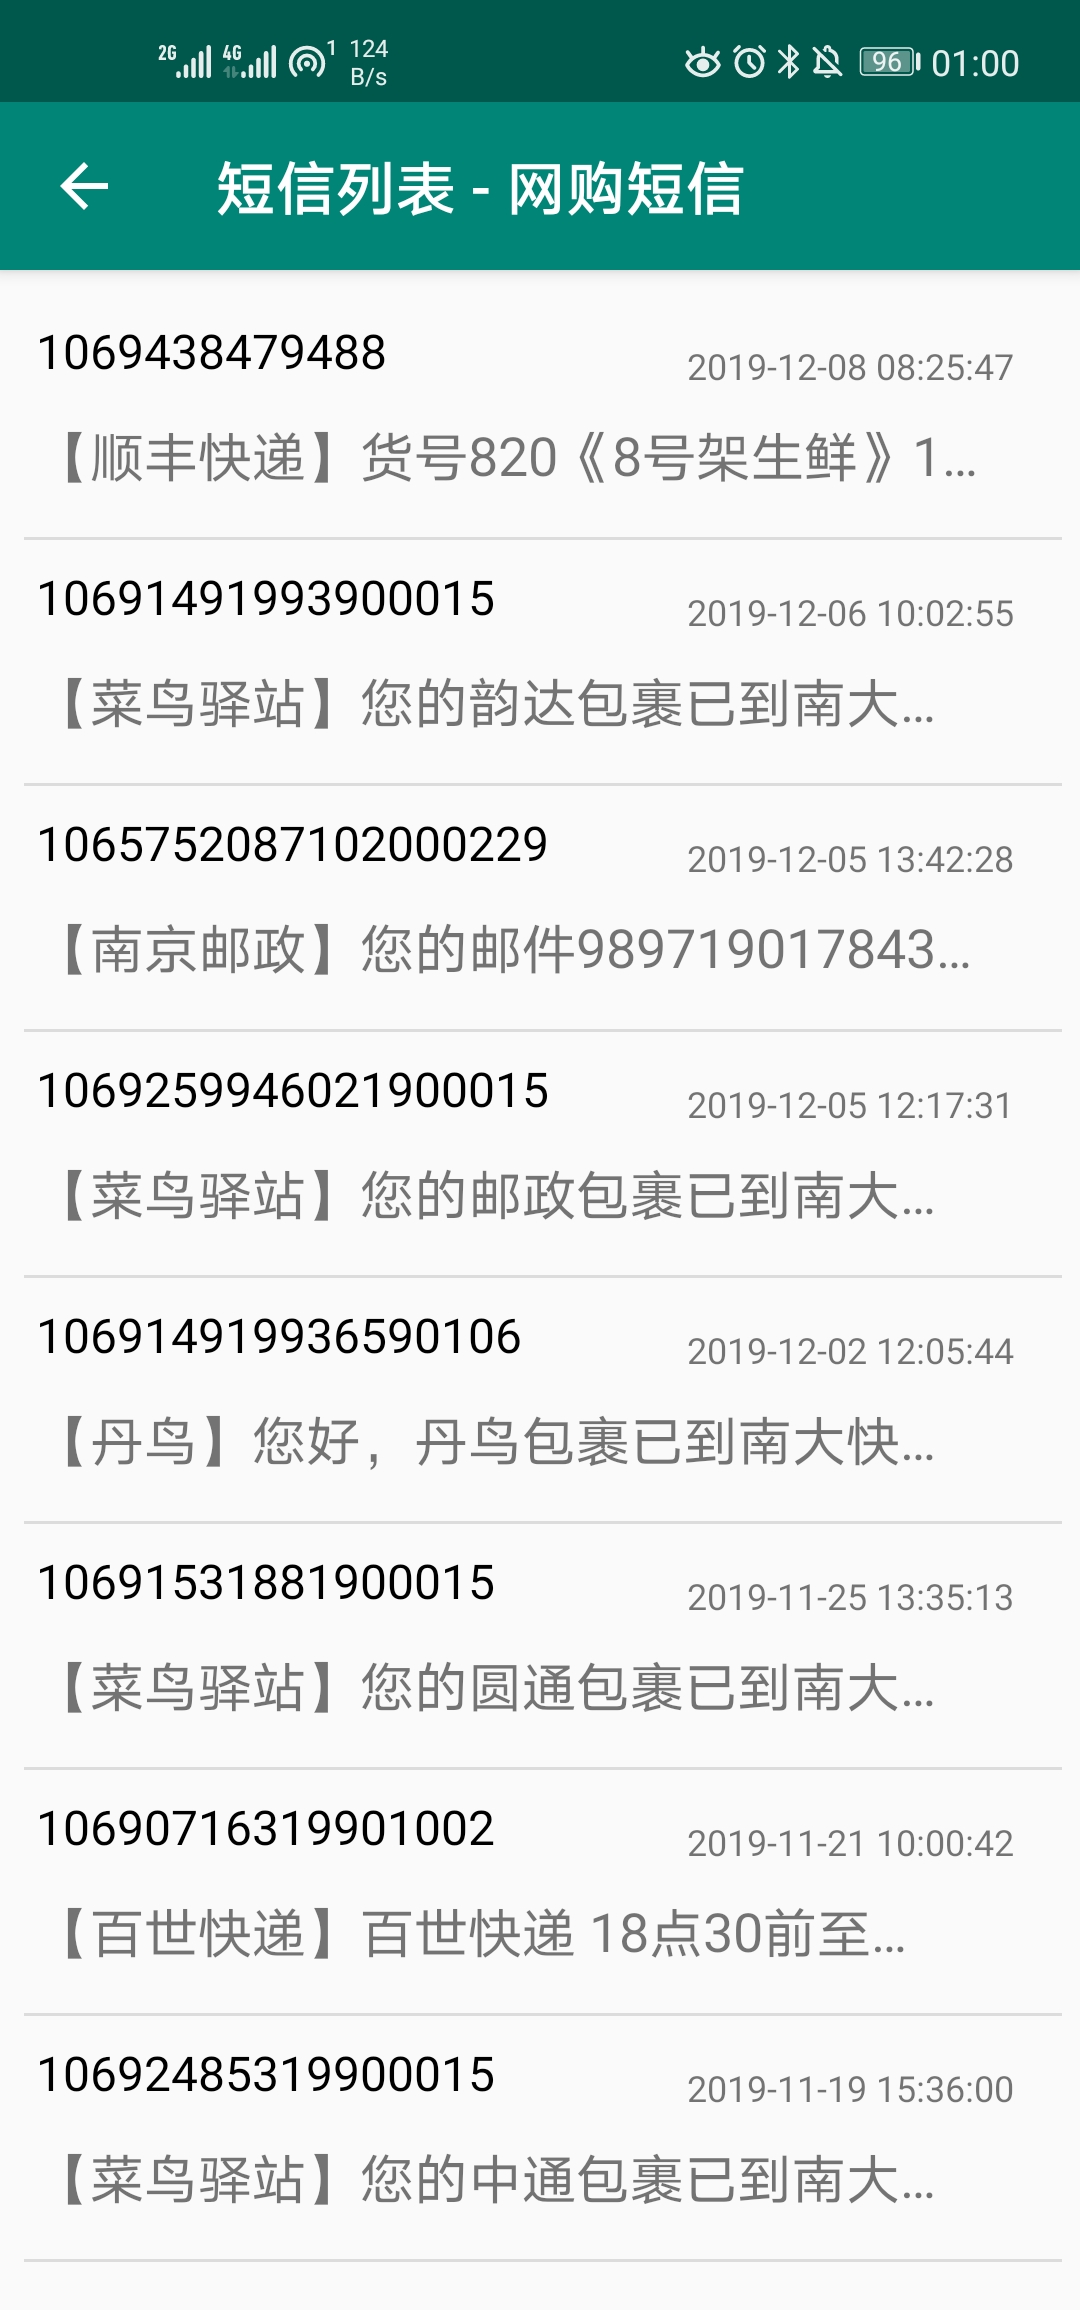 2G 4G 1 124 B/s 96 01:00
短信列表 - 网购短信
1069438479488 2019-12-08 08:25:47
【顺丰快递】货号820《8号架生鲜》1...
10691491993900015 2019-12-06 10:02:55
【菜鸟驿站】您的韵达包裹已到南大...
1065752087102000229 2019-12-05 13:42:28
【南京邮政】您的邮件989719017843...
1069259946021900015 2019-12-05 12:17:31
【菜鸟驿站】您的邮政包裹已到南大...
106914919936590106 2019-12-02 12:05:44
【丹鸟】您好，丹鸟包裹已到南大快...
10691531881900015 2019-11-25 13:35:13
【菜鸟驿站】您的圆通包裹已到南大...
10690716319901002 2019-11-21 10:00:42
【百世快递】百世快递 18点30前至...
10692485319900015 2019-11-19 15:36:00
【菜鸟驿站】您的中通包裹已到南大...